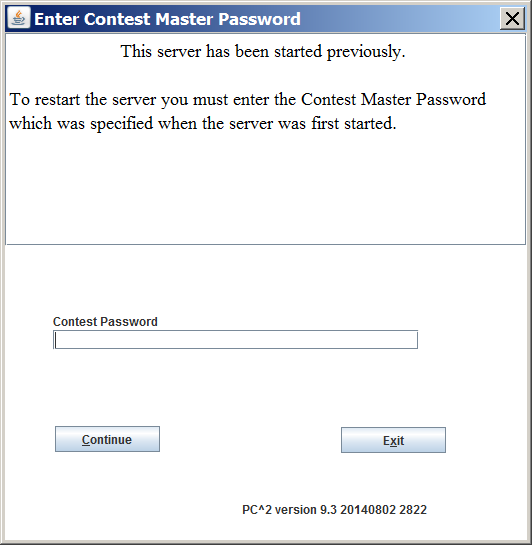 Enter Contest Master Password
This server has been started previously.
To restart the server you must enter the Contest Master Password
which was specified when the server was first started.
Contest Password
Continue
Exit
PC^2 version 9.3 20140802 2822